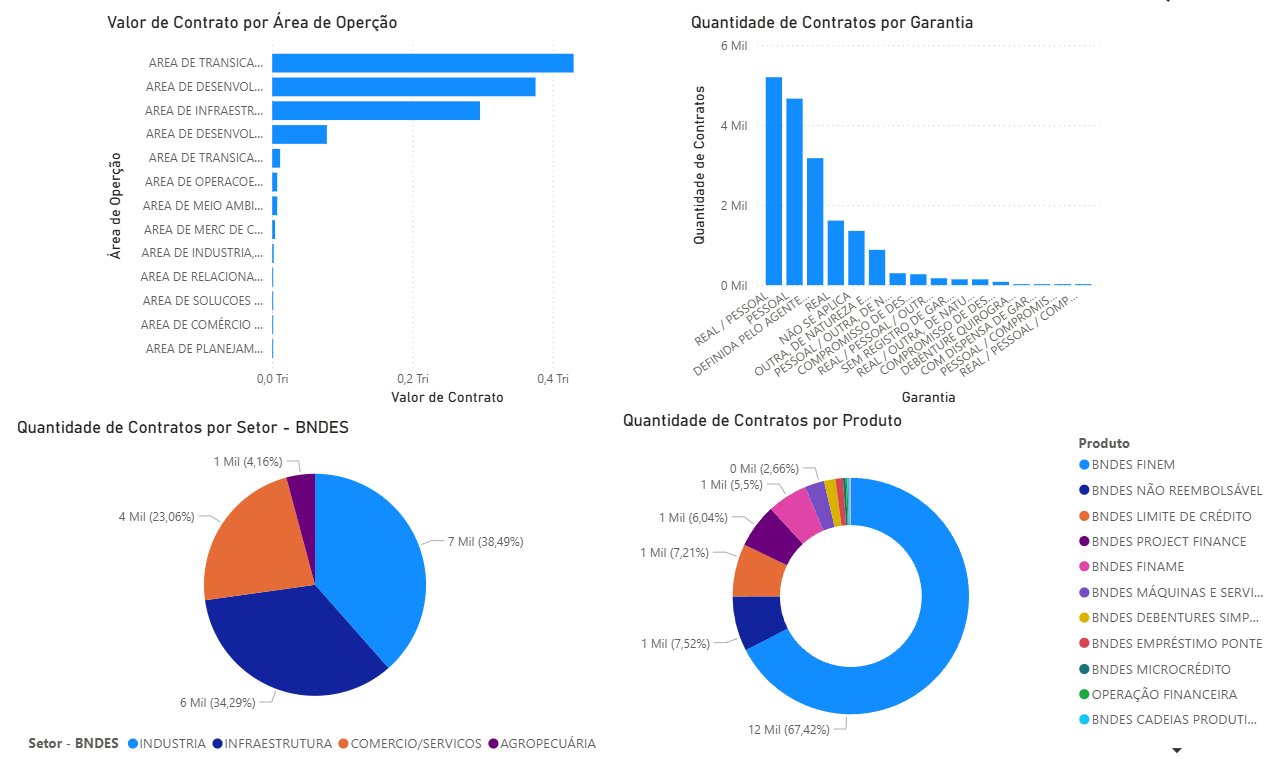 Valor de Contrato por Área de Operção
Área de Operção
AREA DE TRANSICA...
AREA DE DESENVOL...
AREA DE INFRAESTR...
AREA DE DESENVOL...
AREA DE TRANSICA...
AREA DE OPERACOE...
AREA DE MEIO AMBI...
AREA DE MERC DE C...
AREA DE INDUSTRIA,...
AREA DE RELACIONA...
AREA DE SOLUCOES ...
AREA DE COMÉRCIO ...
AREA DE PLANEJAM...
0,0 Tri
0,2 Tri
0,4 Tri
Valor de Contrato
Quantidade de Contratos por Garantia
Quantidade de Contratos
6 Mil
4 Mil
2 Mil
0 Mil
REAL / PESSOAL
PESSOAL
DEFINIDA PELO AGENTE...
REAL
NÃO SE APLICA
OUTRA, DE NATUREZA E...
PESSOAL / OUTRA, DE N...
COMPROMISSO DE DES...
REAL / PESSOAL / OUTR...
SEM REGISTRO DE GAR...
REAL / OUTRA, DE NATU...
COMPROMISSO DE DES...
DEBENTURE QUIROGRA...
COM DISPENSA DE GAR...
PESSOAL / COMPROMIS...
REAL / PESSOAL / COMP...
Garantia
Quantidade de Contratos por Setor - BNDES
1 Mil (4,16%)
4 Mil (23,06%)
7 Mil (38,49%)
6 Mil (34,29%)
Setor - BNDES INDUSTRIA INFRAESTRUTURA COMERCIO/SERVICOS AGROPECUÁRIA
Quantidade de Contratos por Produto
0 Mil (2,66%)
1 Mil (5,5%)
1 Mil (6,04%)
1 Mil (7,21%)
1 Mil (7,52%)
12 Mil (67,42%)
Produto
BNDES FINEM
BNDES NÃO REEMBOLSÁVEL
BNDES LIMITE DE CRÉDITO
BNDES PROJECT FINANCE
BNDES FINAME
BNDES MÁQUINAS E SERVI...
BNDES DEBENTURES SIMP...
BNDES EMPRÉSTIMO PONTE
BNDES MICROCRÉDITO
OPERAÇÃO FINANCEIRA
BNDES CADEIAS PRODUTI...